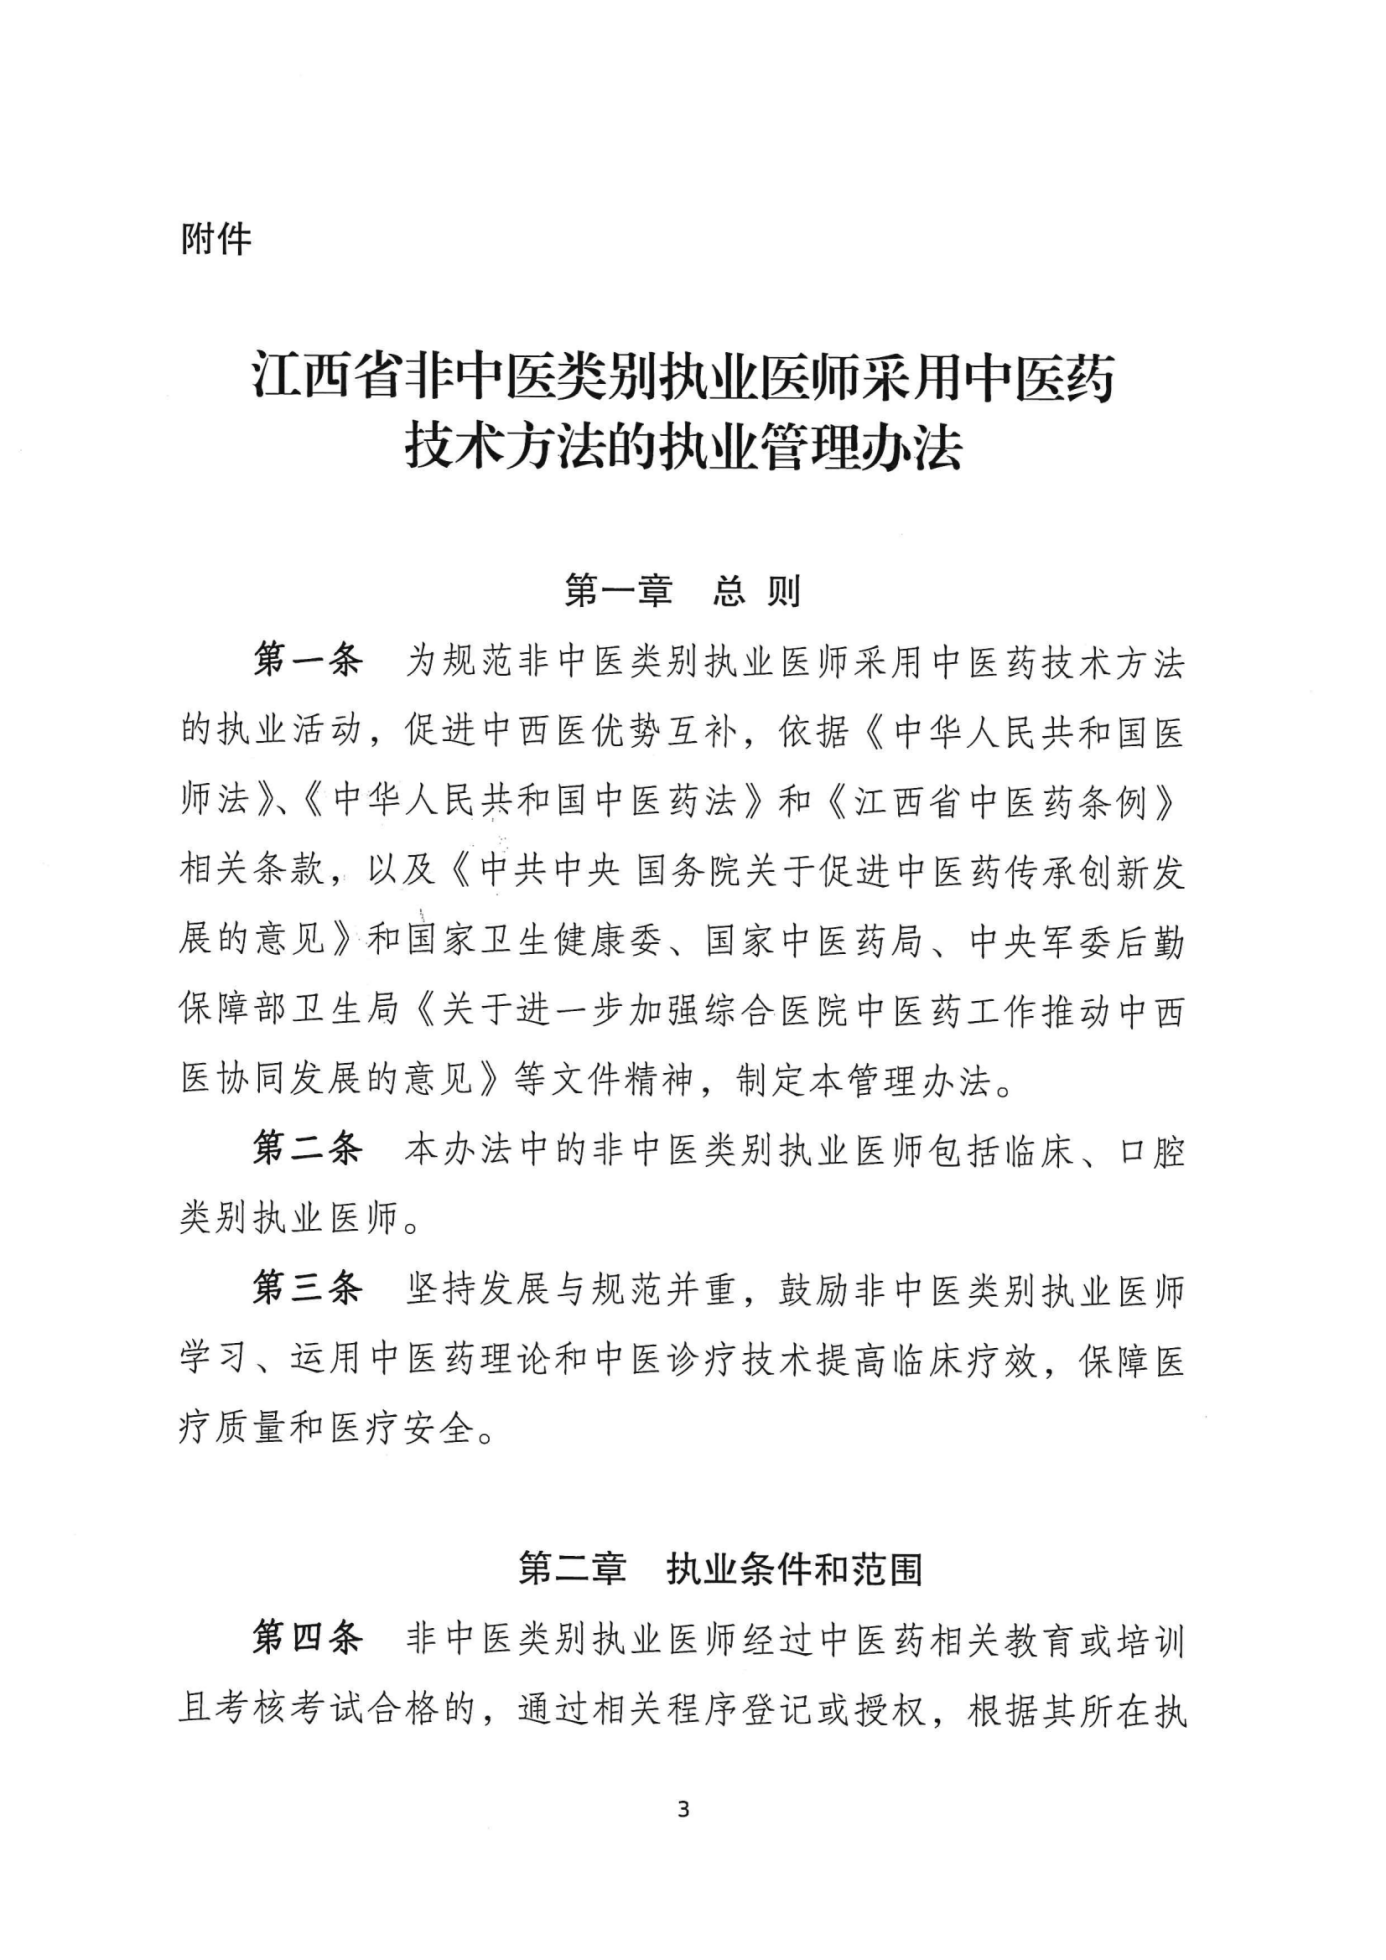 附件
江西省非中医类别执业医师采用中医药
技术方法的执业管理办法
第一章 总 则
第一条 为规范非中医类别执业医师采用中医药技术方法
的执业活动，促进中西医优势互补，依据《中华人民共和国医
师法》、《中华人民共和国中医药法》和《江西省中医药条例》
相关条款，以及《中共中央 国务院关于促进中医药传承创新发
展的意见》和国家卫生健康委、国家中医药局、中央军委后勤
保障部卫生局《关于进一步加强综合医院中医药工作推动中西
医协同发展的意见》等文件精神，制定本管理办法。
第二条 本办法中的非中医类别执业医师包括临床、口腔
类别执业医师。
第三条 坚持发展与规范并重，鼓励非中医类别执业医师
学习、运用中医药理论和中医诊疗技术提高临床疗效，保障医
疗质量和医疗安全。
第二章 执业条件和范围
第四条 非中医类别执业医师经过中医药相关教育或培训
且考核考试合格的，通过相关程序登记或授权，根据其所在执
3